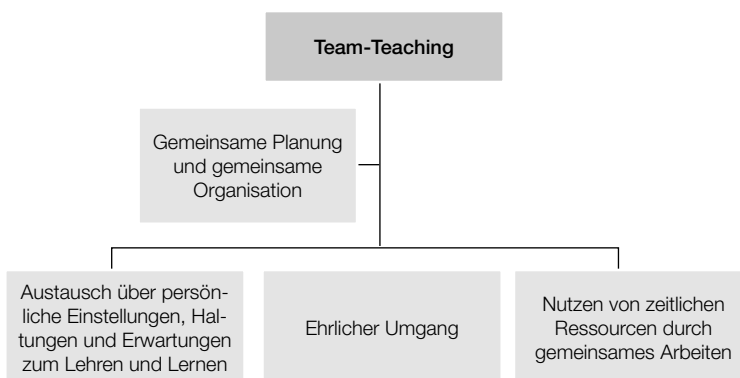 Team-Teaching
Gemeinsame Planung
und gemeinsame
Organisation
Austausch über persön-
liche Einstellungen, Hal-
tungen und Erwartungen
zum Lehren und Lernen
Ehrlicher Umgang
Nutzen von zeitlichen
Ressourcen durch
gemeinsames Arbeiten